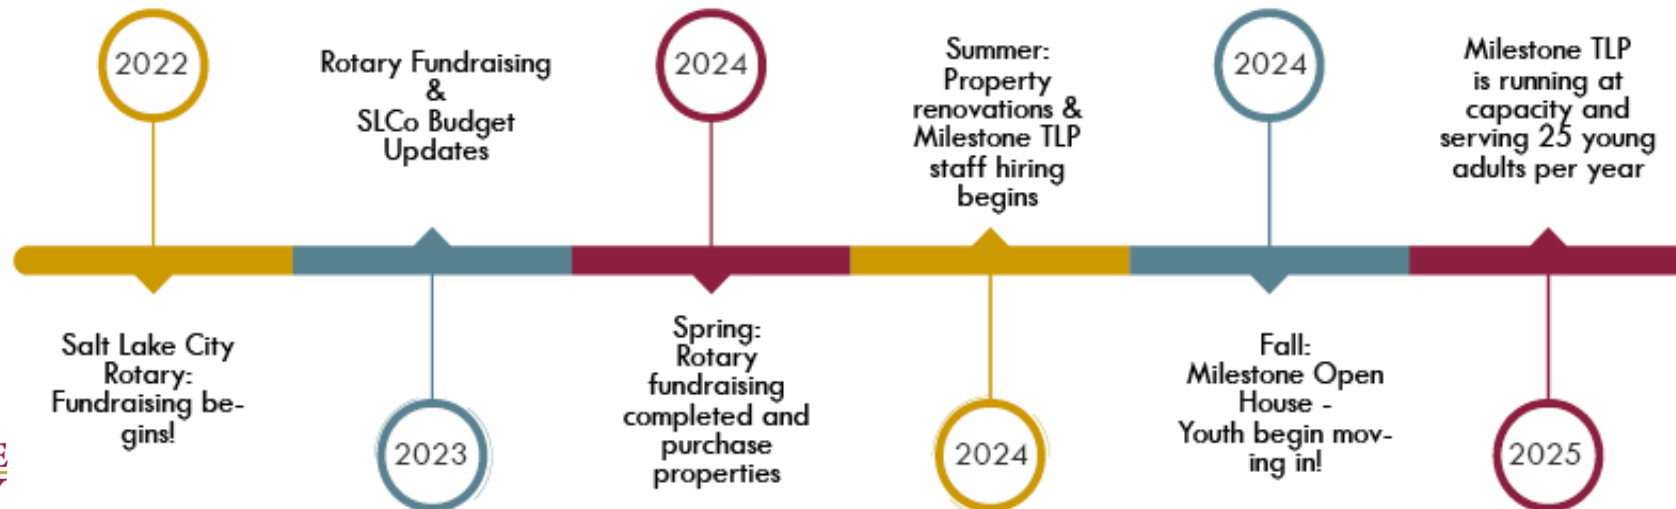 2022
Salt Lake City
Rotary:
Fundraising be-
gins!
Rotary Fundraising
&
SLCo Budget
Updates
2023
2024
Spring:
Rotary
fundraising
completed and
purchase
properties
Summer:
Property
renovations &
Milestone TLP
staff hiring
begins
2024
2024
Fall:
Milestone Open
House -
Youth begin mov-
ing in!
Milestone TLP
is running at
capacity and
serving 25 young
adults per year
2025